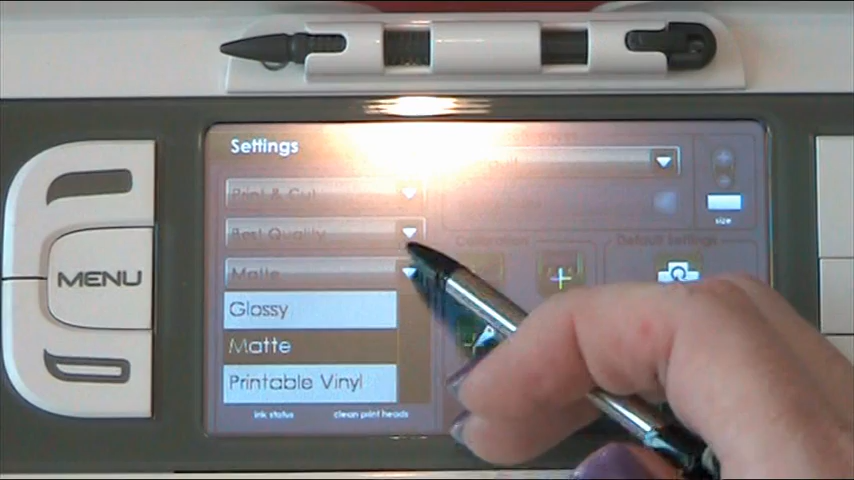 Settings
Print & Cut
Best Quality
size
Matte
Calibration
Default Settings
MENU
Glossy
Matte
Printable Vinyl
ink status
clean print heads